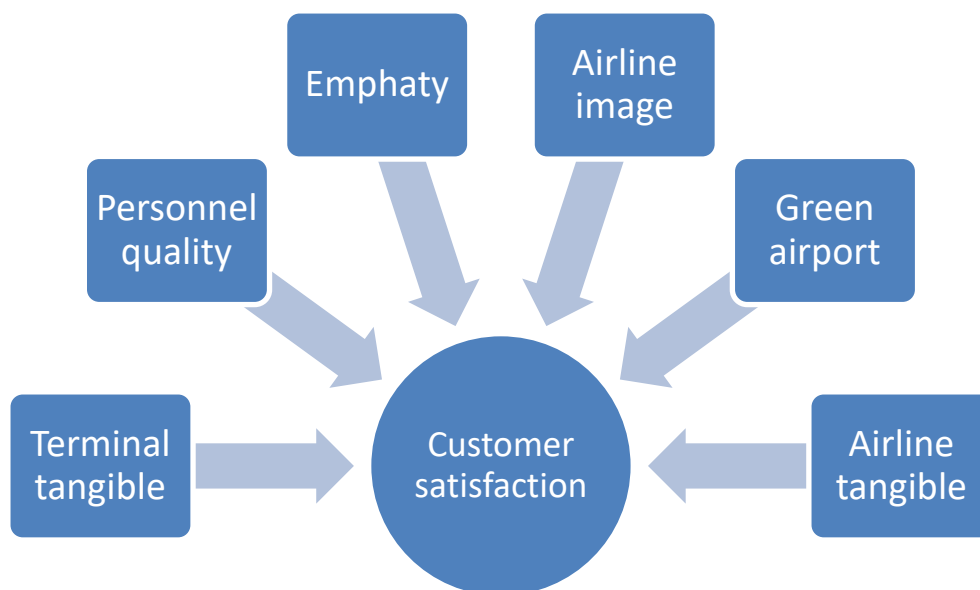 Emphaty
Airline
image
Personnel
quality
Green
airport
Terminal
tangible
Customer
satisfaction
Airline
tangible